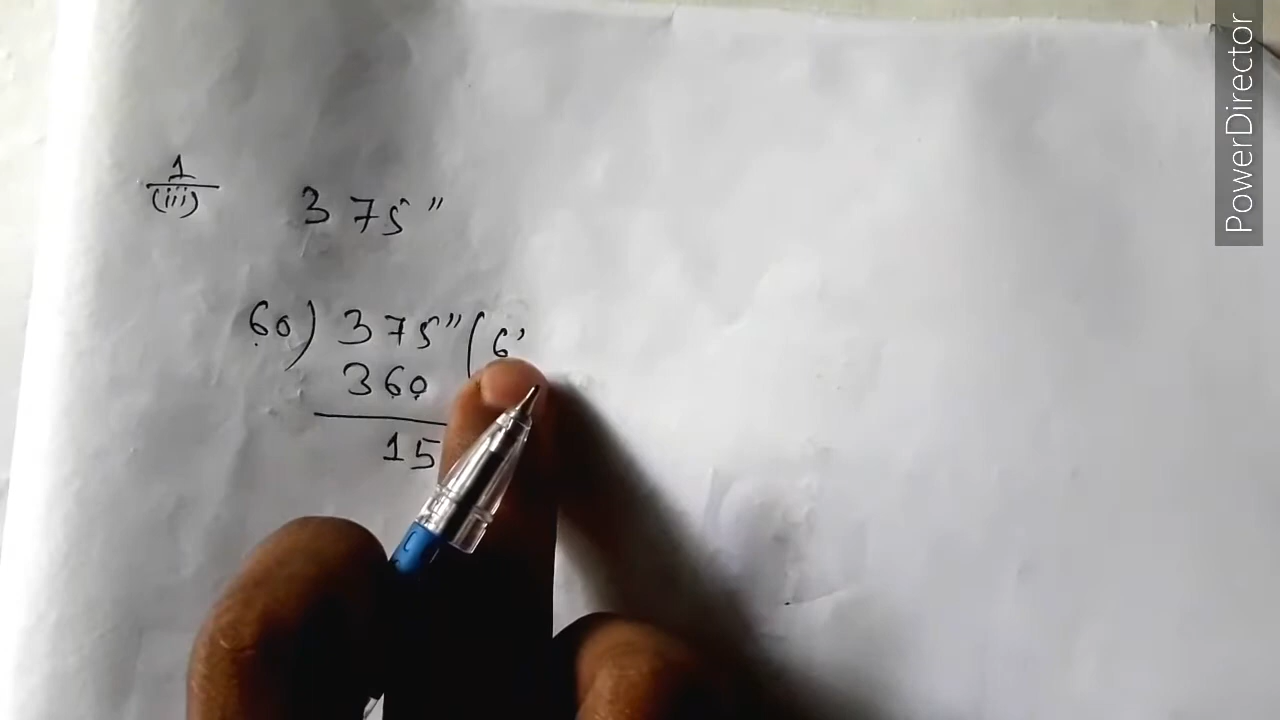 1
(iii)
375"
60) 375" ( 6'
360
15
PowerDirector